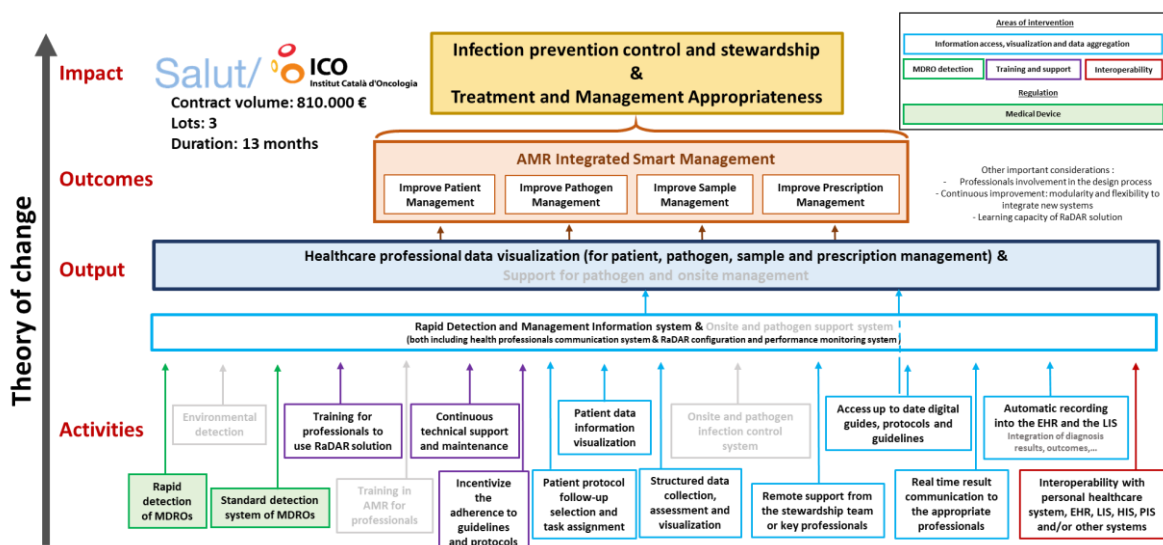 Theory of change
Impact
Outcomes
Output
Activities
Salut/
ICO
Institut Català d'Oncologia
Contract volume: 810.000 €
Lots: 3
Duration: 13 months
Infection prevention control and stewardship
&
Treatment and Management Appropriateness
Areas of intervention
Information access, visualization and data aggregation
MDRO detection
Training and support
Interoperability
Regulation
Medical Device
AMR Integrated Smart Management
Improve Patient
Management
Improve Pathogen
Management
Improve Sample
Management
Improve Prescription
Management
Other important considerations :
- Professionals involvement in the design process
- Continuous improvement: modularity and flexibility to
integrate new systems
- Learning capacity of RaDAR solution
Healthcare professional data visualization (for patient, pathogen, sample and prescription management) &
Support for pathogen and onsite management
Rapid Detection and Management Information system & Onsite and pathogen support system
(both including health professionals communication system & RaDAR configuration and performance monitoring system)
Environmental
detection
Training for
professionals to
use RaDAR solution
Continuous
technical support
and maintenance
Patient data
information
visualization
Onsite and pathogen
infection control
system
Access up to date digital
guides, protocols and
guidelines
Automatic recording
into the EHR and the LIS
Integration of diagnosis
results, outcomes,...
Rapid
detection
of MDROs
Standard detection
system of MDROs
Training in
AMR for
professionals
Incentivize
the
adherence to
guidelines
and protocols
Patient protocol
follow-up
selection and
task assignment
Structured data
collection,
assessment and
visualization
Remote support from
the stewardship team
or key professionals
Real time result
communication to
the appropriate
professionals
Interoperability with
personal healthcare
system, EHR, LIS, HIS, PIS
and/or other systems